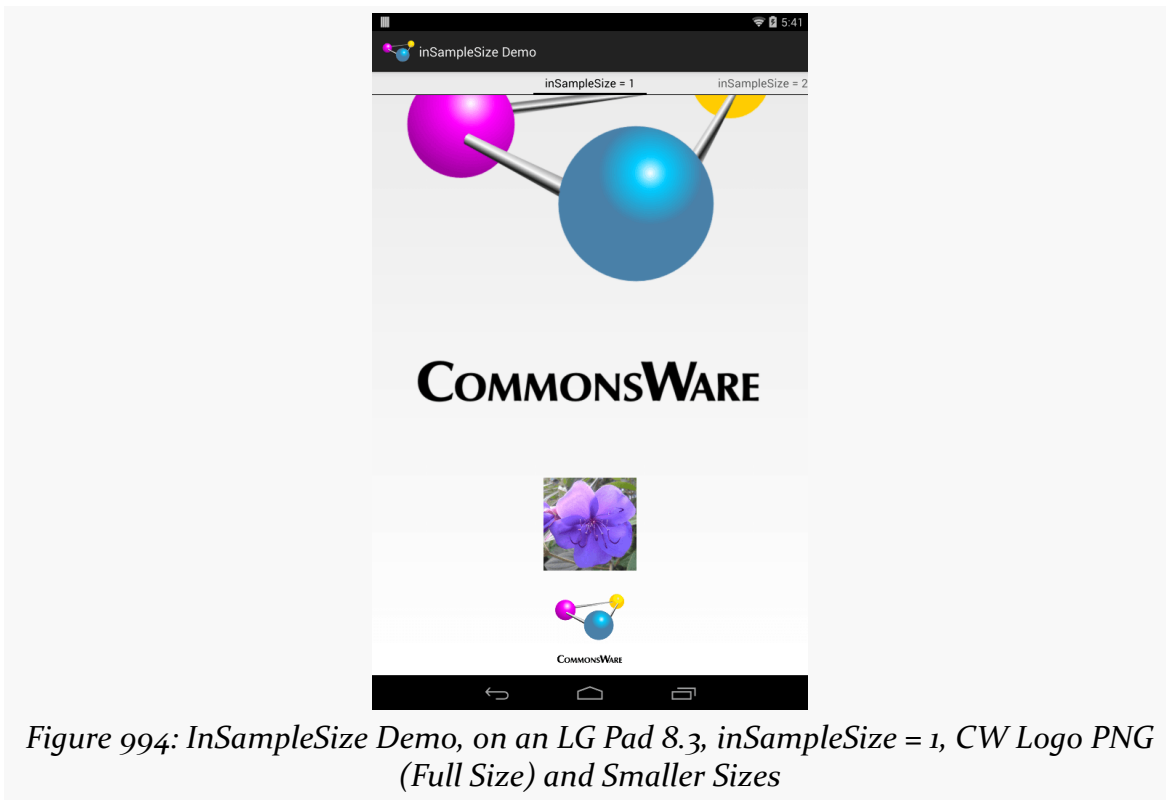 5:41
inSampleSize Demo
inSampleSize = 1
inSampleSize = 2
COMMONSWARE
COMMONSWARE
Figure 994: InSampleSize Demo, on an LG Pad 8.3, inSampleSize = 1, CW Logo PNG
(Full Size) and Smaller Sizes